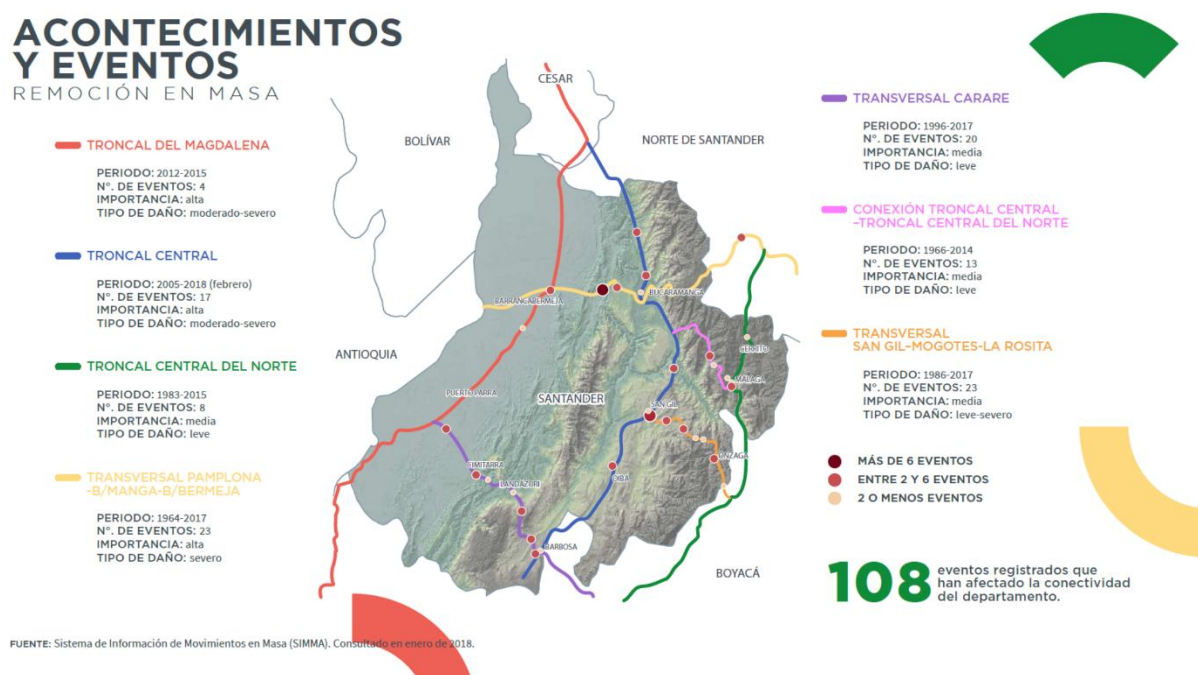 ACONTECIMIENTOS
Y EVENTOS
REMOCIÓN EN MASA
TRONCAL DEL MAGDALENA
PERIODO: 2012-2015
Nº. DE EVENTOS: 4
IMPORTANCIA: alta
TIPO DE DAÑO: moderado-severo
TRONCAL CENTRAL
PERIODO: 2005-2018 (febrero)
Nº. DE EVENTOS: 17
IMPORTANCIA: alta
TIPO DE DAÑO: moderado-severo
TRONCAL CENTRAL DEL NORTE
PERIODO: 1983-2015
Nº. DE EVENTOS: 8
IMPORTANCIA: media
TIPO DE DAÑO: leve
TRANSVERSAL PAMPLONA
-B/MANGA-B/BERMEJA
PERIODO: 1964-2017
Nº. DE EVENTOS: 23
IMPORTANCIA: alta
TIPO DE DAÑO: severo
CESAR
BOLÍVAR
NORTE DE SANTANDER
BARRANCABERMEJA
BUCARAMANGA
ANTIOQUIA
CERRITO
MÁLAGA
PUERTO PARRA
SANTANDER
SAN GIL
ONZAGA
CIMITARRA
OIBA
LANDÁZURI
BARBOSA
BOYACÁ
TRANSVERSAL CARARE
PERIODO: 1996-2017
Nº. DE EVENTOS: 20
IMPORTANCIA: media
TIPO DE DAÑO: leve
CONEXIÓN TRONCAL CENTRAL
-TRONCAL CENTRAL DEL NORTE
PERIODO: 1966-2014
Nº. DE EVENTOS: 13
IMPORTANCIA: media
TIPO DE DAÑO: leve
TRANSVERSAL
SAN GIL-MOGOTES-LA ROSITA
PERIODO: 1986-2017
Nº. DE EVENTOS: 23
IMPORTANCIA: media
TIPO DE DAÑO: leve-severo
MÁS DE 6 EVENTOS
ENTRE 2 Y 6 EVENTOS
2 O MENOS EVENTOS
108 eventos registrados que
han afectado la conectividad
del departamento.
FUENTE: Sistema de Información de Movimientos en Masa (SIMMA). Consultado en enero de 2018.